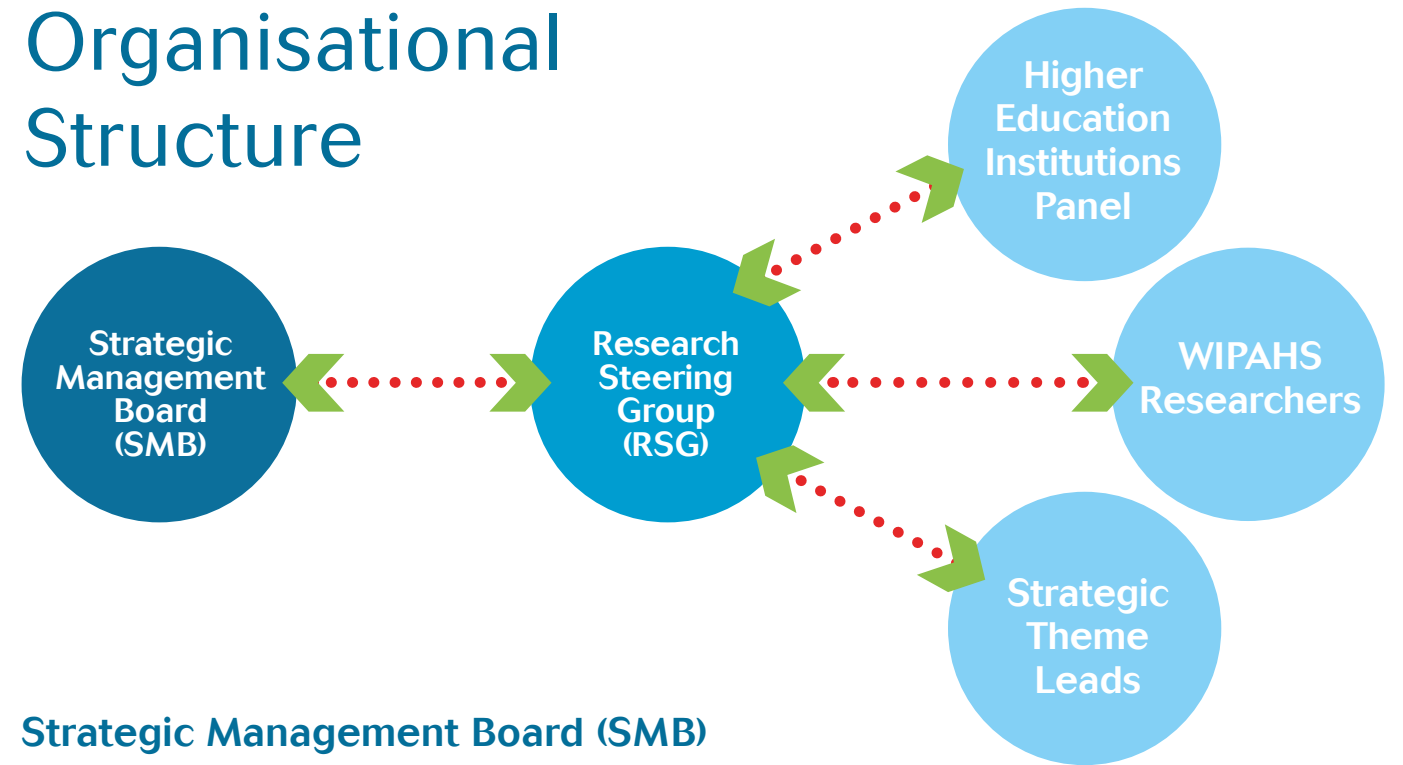 Organisational
Structure
Higher
Education
Institutions
Panel
Strategic
Management
Board
(SMB)
Research
Steering
Group
(RSG)
WIPAHS
Researchers
Strategic
Theme
Leads
Strategic Management Board (SMB)